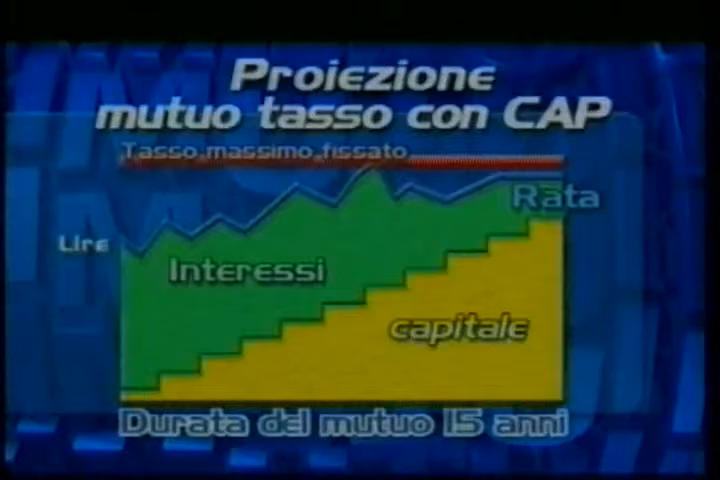 Proiezione
mutuo tasso con CAP
Tasso massimo fissato
Rata
Lire
Interessi
capitale
Durata del mutuo 15 anni